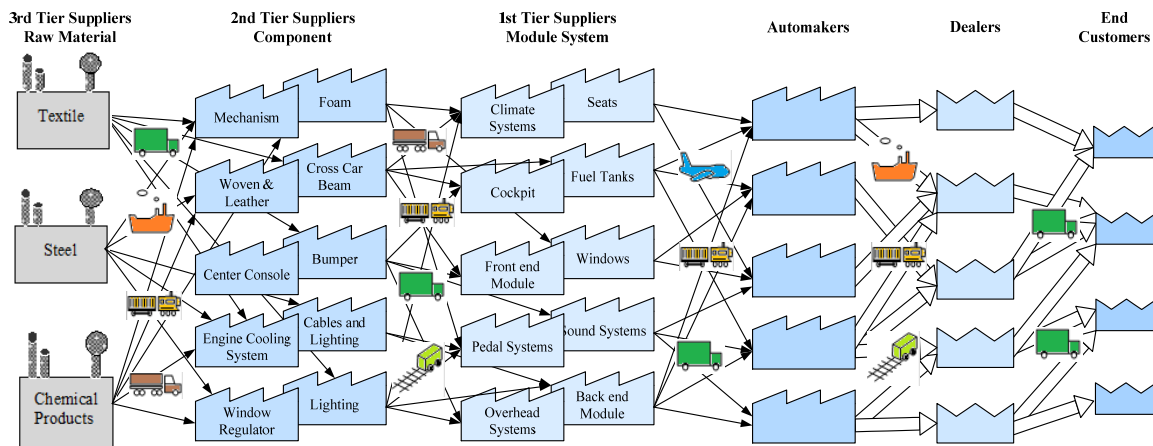 3rd Tier Suppliers
Raw Material
2nd Tier Suppliers
Component
1st Tier Suppliers
Module System
Automakers
Dealers
End
Customers
Textile
Steel
Chemical
Products
Mechanism
Foam
Woven &
Leather
Cross Car
Beam
Center Console
Bumper
Engine Cooling
System
Cables and
Lighting
Window
Regulator
Lighting
Climate
Systems
Seats
Cockpit
Fuel Tanks
Front end
Module
Windows
Pedal Systems
Sound Systems
Overhead
Systems
Back end
Module